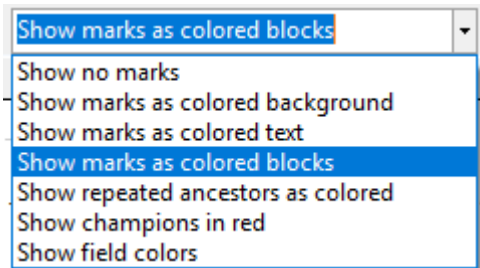 Show marks as colored blocks
Show no marks
Show marks as colored background
Show marks as colored text
Show marks as colored blocks
Show repeated ancestors as colored
Show champions in red
Show field colors